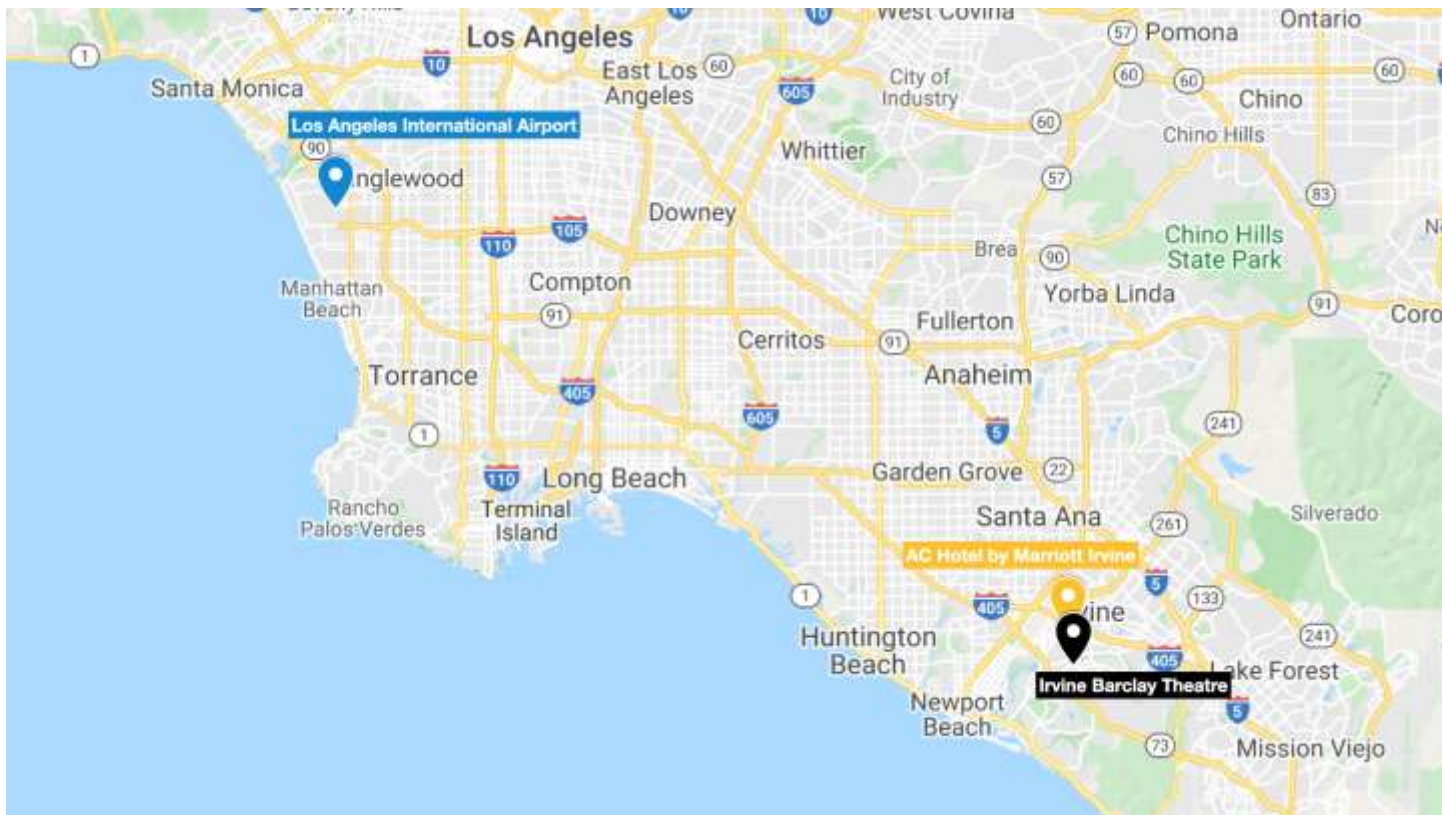 10
10
West Covina
57
Pomona
Ontario
1
Los Angeles
10
East Los
Angeles
60
605
City of
Industry
60
60
60
Chino
Santa Monica
Los Angeles International Airport
90
60
Chino Hills
Whittier
57
83
nglewood
Downey
105
110
Brea
90
Chino Hills
State Park
Manhattan
Beach
Compton
Yorba Linda
91
91
Fullerton
Cerritos
91
Coro
Torrance
405
Anaheim
605
5
241
1
110
Long Beach
Garden Grove
22
Rancho
Palos Verdes
Terminal
Island
Santa Ana
261
Silverado
AC Hotel by Marriott Irvine
5
1
405
vine
133
Huntington
Beach
241
405
Lake Forest
Irvine Barclay Theatre
Newport
Beach
5
73
Mission Viejo